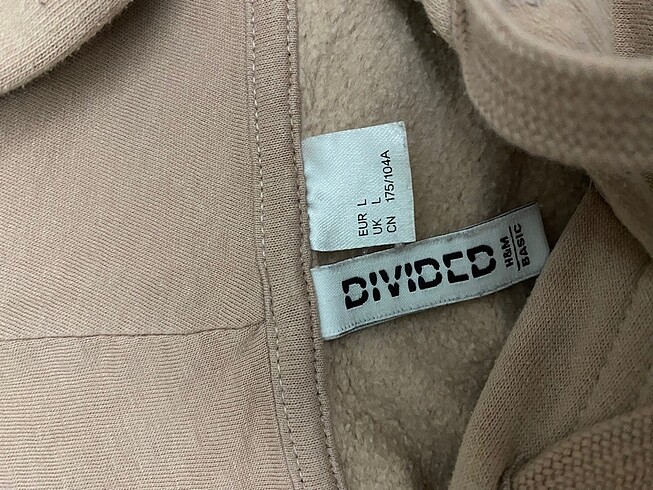 EUR L
UK L
CN 175/104A
DIVIDED
H&M
BASIC